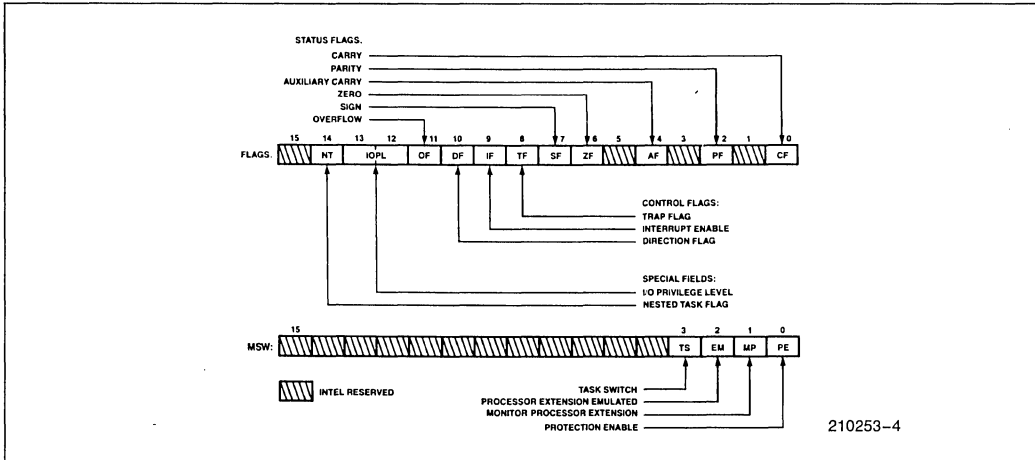 STATUS FLAGS.
CARRY
PARITY
AUXILIARY CARRY
ZERO
SIGN
OVERFLOW
15 14 13 12 11 10 9 8 7 6 5 4 3 2 1 0
FLAGS. NT IOPL OF DF IF TF SF ZF AF PF CF
CONTROL FLAGS:
TRAP FLAG
INTERRUPT ENABLE
DIRECTION FLAG
SPECIAL FIELDS:
I/O PRIVILEGE LEVEL
NESTED TASK FLAG
15 3 2 1 0
MSW: TS EM MP PE
INTEL RESERVED
TASK SWITCH
PROCESSOR EXTENSION EMULATED
MONITOR PROCESSOR EXTENSION
PROTECTION ENABLE
210253-4